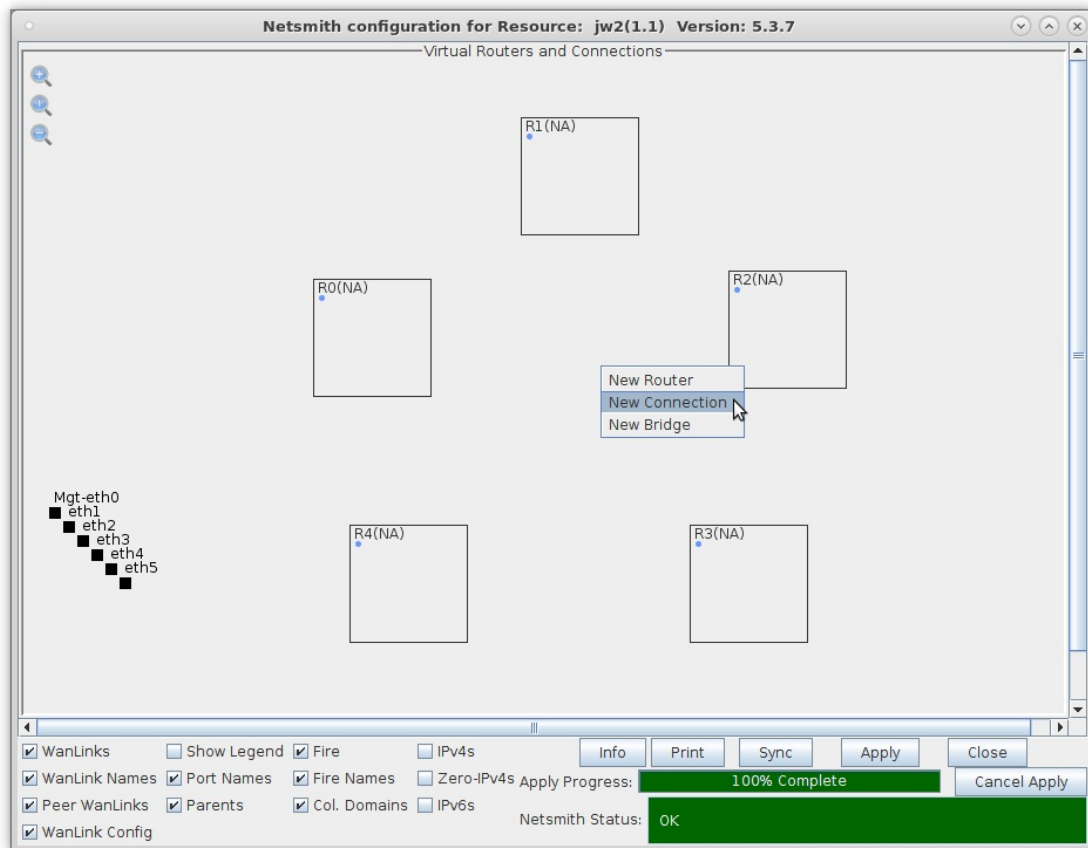 Netsmith configuration for Resource:  jw2(1.1)  Version: 5.3.7
Virtual Routers and Connections
R1(NA)
R2(NA)
R0(NA)
New Router
New Connection
New Bridge
Mgt-eth0
eth1
eth2
eth3
eth4
eth5
R4(NA)
R3(NA)
WanLinks Show Legend Fire IPv4s Info Print Sync Apply Close
WanLink Names Port Names Fire Names Zero-IPv4s Apply Progress: 100% Complete Cancel Apply
Peer WanLinks Parents Col. Domains IPv6s
Netsmith Status: OK
WanLink Config